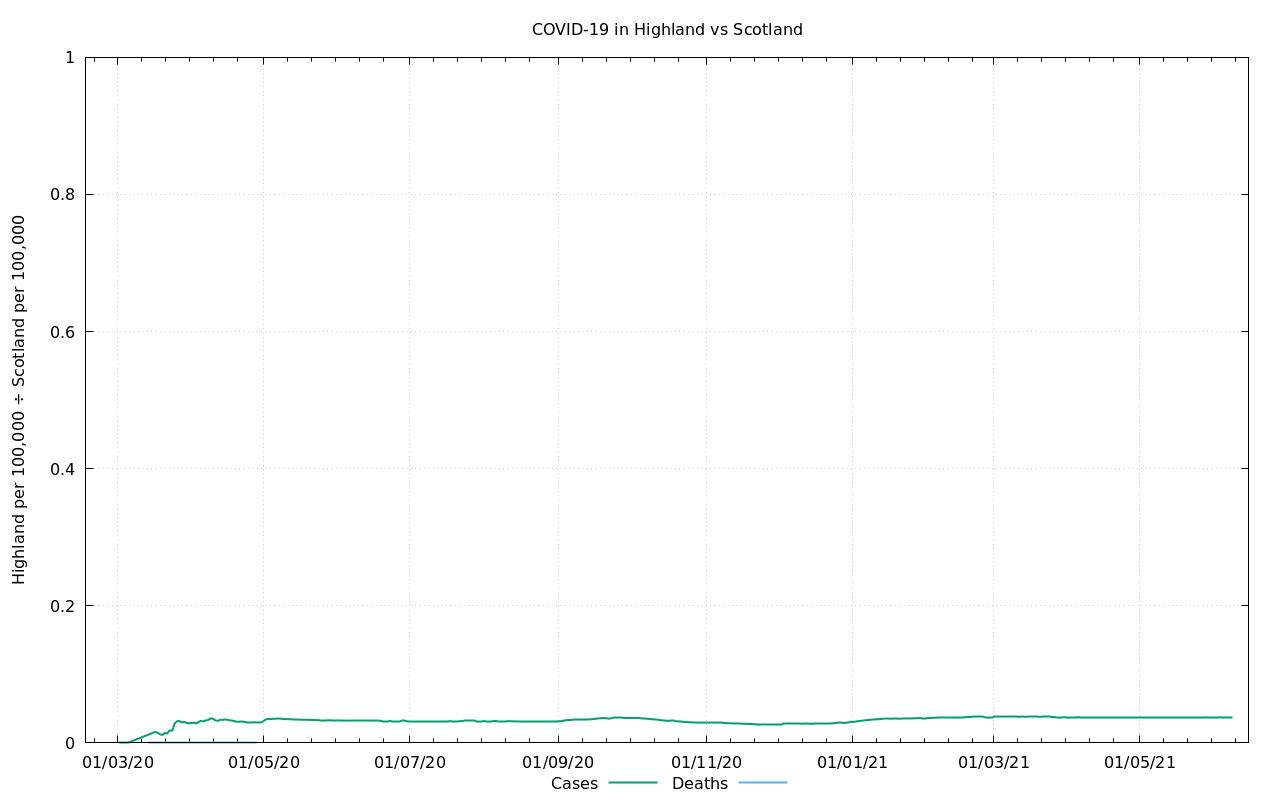 COVID-19 in Highland vs Scotland
1
0.8
0.6
0.4
0.2
0
Highland per 100,000 ÷ Scotland per 100,000
01/03/20 01/05/20 01/07/20 01/09/20 01/11/20 01/01/21 01/03/21 01/05/21
Cases Deaths